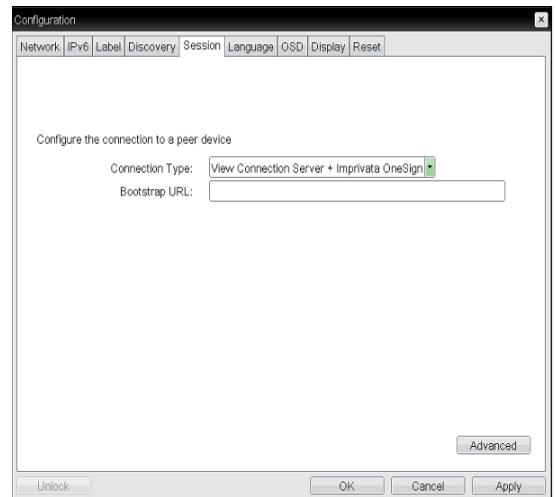 Configuration
Network IPv6 Label Discovery Session Language OSD Display Reset
Configure the connection to a peer device
Connection Type: View Connection Server + Imprivata OneSign
Bootstrap URL:
Advanced
Unlock OK Cancel Apply